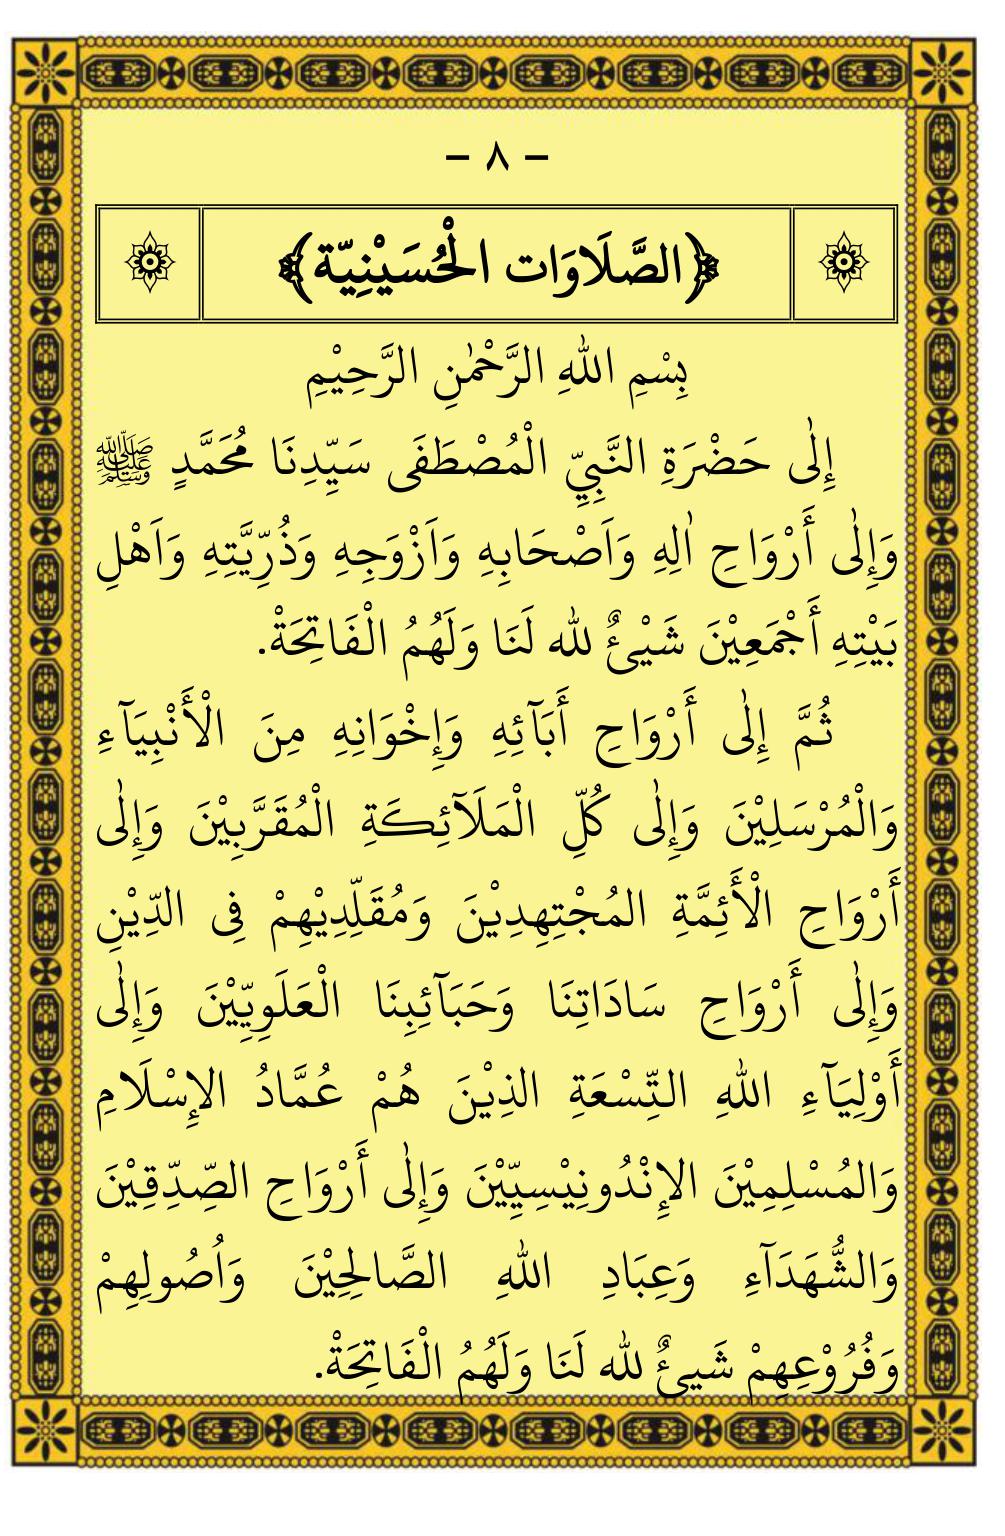 – ٨ –
﴿الصَّلَاوَات الْحُسَيْنِيّة﴾
بِسْمِ اللهِ الرَّحْمٰنِ الرَّحِيْمِ
إِلٰى حَضْرَةِ النَّبِيِّ الْمُصْطَفَى سَيِّدِنَا مُحَمَّدٍ ﷺ
وَإِلٰى أَرْوَاحِ اٰلِهِ وَاَصْحَابِهِ وَاَزْوَجِهِ وَذُرِّيَّتِهِ وَاَهْلِ
بَيْتِهِ أَجْمَعِيْنَ شَيْئٌ لله لَنَا وَلَهُمُ الْفَاتِحَةْ.
ثُمَّ إِلٰى أَرْوَاحِ أَبَآئِهِ وَإِخْوَانِهِ مِنَ الْأَنْبِيَآءِ
وَالْمُرْسَلِيْنَ وَإِلٰى كُلِّ الْمَلَآئِكَةِ الْمُقَرَّبِيْنَ وَإِلٰى
أَرْوَاحِ الْأَئِمَّةِ المُجْتِهِدِيْنَ وَمُقَلِّدِيْهِمْ فِى الدِّيْنِ
وَإِلٰى أَرْوَاحِ سَادَاتِنَا وَحَبَآئِبِنَا الْعَلَوِيِّيْنَ وَإِلٰى
أَوْلِيَآءِ اللهِ التِّسْعَةِ الذِيْنَ هُمْ عُمَّادُ الإِسْلَامِ
وَالمُسْلِمِيْنَ الإِنْدُونِيْسِيِّيْنَ وَإِلٰى أَرْوَاحِ الصِّدِّقِيْنَ
وَالشُّهَدَآءِ وَعِبَادِ اللهِ الصَّالِحِيْنَ وَاُصُولِهِمْ
وَفُرُوْعِهِمْ شَيئٌ لله لَنَا وَلَهُمُ الْفَاتِحَةْ.